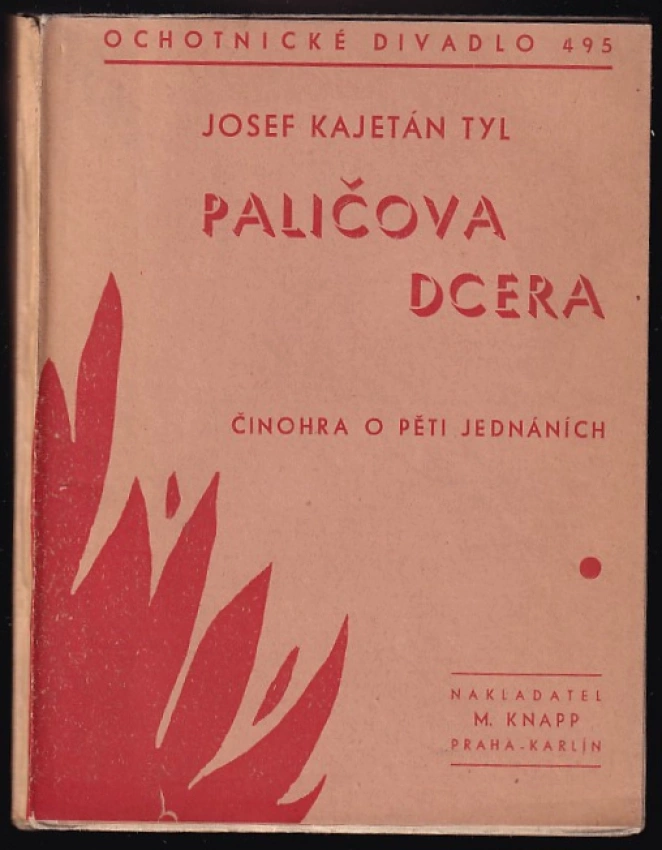 OCHOTNICKÉ DIVADLO 495
JOSEF KAJETÁN TYL
PALIČOVA
DCERA
ČINOHRA O PĚTI JEDNÁNÍCH
NAKLADATEL
M. KNAPP
PRAHA-KARLÍN